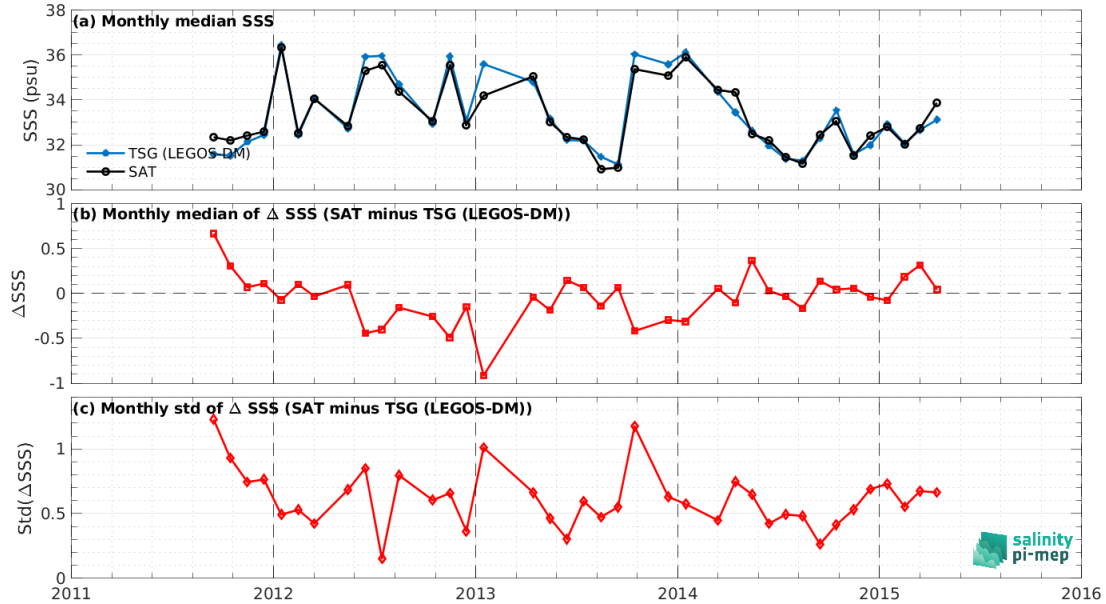 (a) Monthly median SSS
SSS (psu)
38
36
34
32
30
TSG (LEGOS-DM)
SAT
(b) Monthly median of Δ SSS (SAT minus TSG (LEGOS-DM))
ΔSSS
1
0.5
0
-0.5
-1
(c) Monthly std of Δ SSS (SAT minus TSG (LEGOS-DM))
Std(ΔSSS)
1
0.5
0
2011 2012 2013 2014 2015 2016
salinity
pi-mep